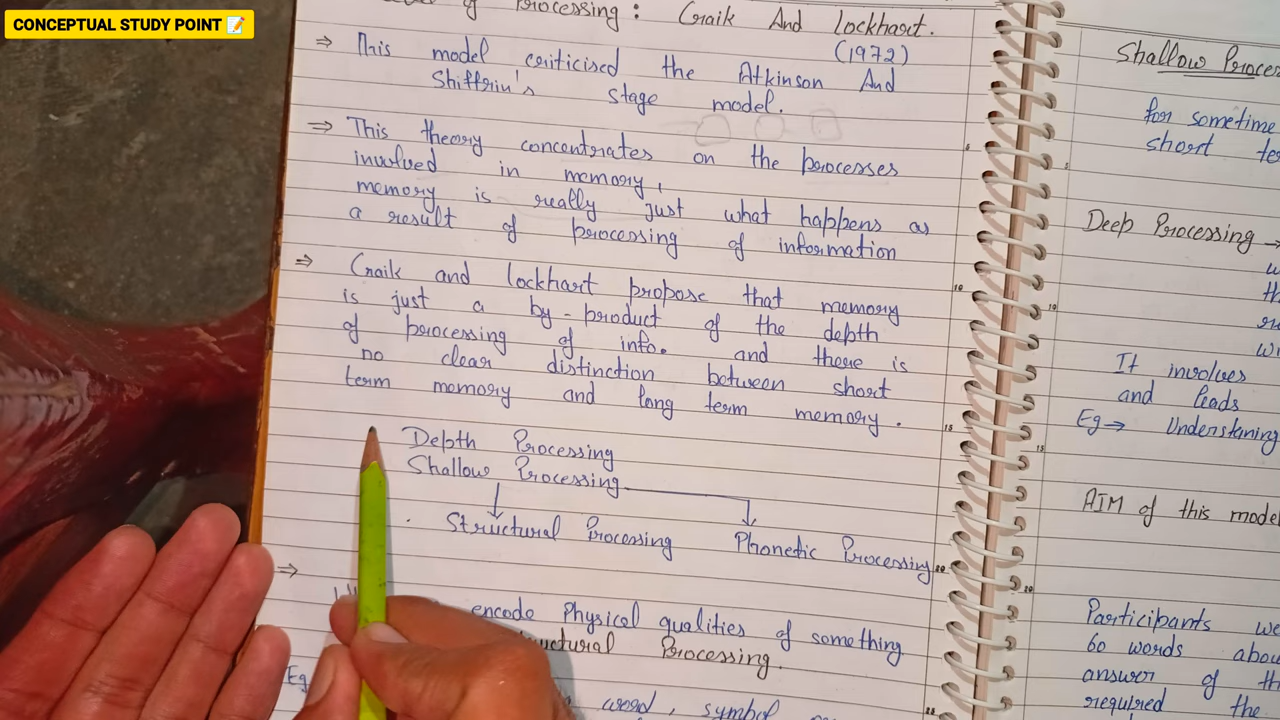 CONCEPTUAL STUDY POINT 📝
of Processing: Craik And Lockhart.
(1972)
⇒ This model criticised the Atkinson And
Shiffrin's stage model.
⇒ This theory concentrates on the processes
involved in memory,
memory is really just what happens as
a result of processing of information
⇒ Craik and Lockhart propose that memory
is just a by-product of the depth
of processing of info. and there is
no clear distinction between short
term memory and long term memory.
Depth Processing
Shallow Processing
Structural Processing Phonetic Processing
⇒
encode Physical qualities of something
Processing.
Eg
word, symbol
Shallow Proces
for sometime
short te
Deep Processing →
It involves
and leads
Eg → Understaning
AIM of this model
Participants we
60 words abou
answer of th
required the